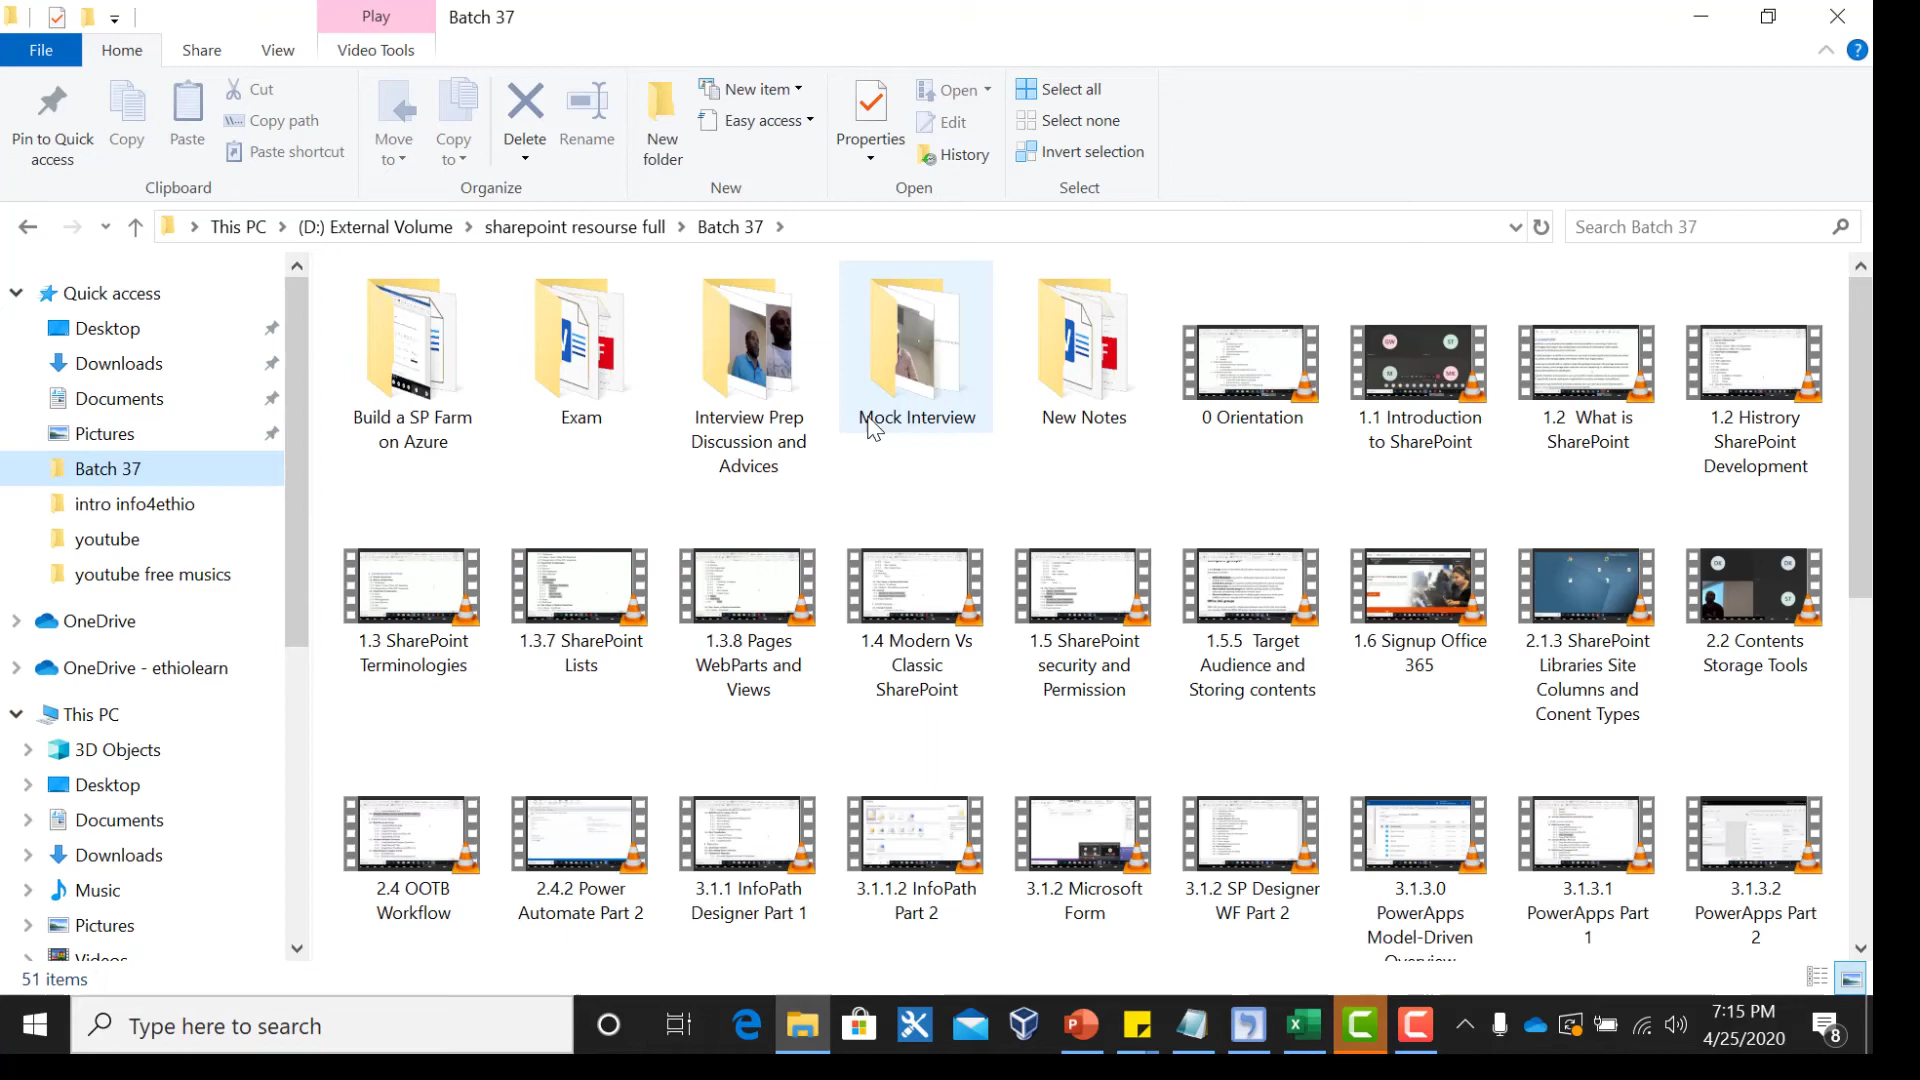 Play
Batch 37
File
Home
Share
View
Video Tools
Pin to Quick
access
Copy
Paste
Cut
Copy path
Paste shortcut
Clipboard
Move
to
Copy
to
Delete
Rename
Organize
New
folder
New item
Easy access
New
Properties
Open
Edit
History
Open
Select all
Select none
Invert selection
Select
This PC
(D:) External Volume
sharepoint resourse full
Batch 37
Search Batch 37
Quick access
Desktop
Downloads
Documents
Pictures
Batch 37
intro info4ethio
youtube
youtube free musics
OneDrive
OneDrive - ethiolearn
This PC
3D Objects
Desktop
Documents
Downloads
Music
Pictures
Videos
Build a SP Farm
on Azure
Exam
Interview Prep
Discussion and
Advices
Mock Interview
New Notes
0 Orientation
1.1 Introduction
to SharePoint
1.2 What is
SharePoint
1.2 Histrory
SharePoint
Development
1.3 SharePoint
Terminologies
1.3.7 SharePoint
Lists
1.3.8 Pages
WebParts and
Views
1.4 Modern Vs
Classic
SharePoint
1.5 SharePoint
security and
Permission
1.5.5 Target
Audience and
Storing contents
1.6 Signup Office
365
2.1.3 SharePoint
Libraries Site
Columns and
Conent Types
2.2 Contents
Storage Tools
2.4 OOTB
Workflow
2.4.2 Power
Automate Part 2
3.1.1 InfoPath
Designer Part 1
3.1.1.2 InfoPath
Part 2
3.1.2 Microsoft
Form
3.1.2 SP Designer
WF Part 2
3.1.3.0
PowerApps
Model-Driven
Overview
3.1.3.1
PowerApps Part
1
3.1.3.2
PowerApps Part
2
51 items
Type here to search
7:15 PM
4/25/2020
8